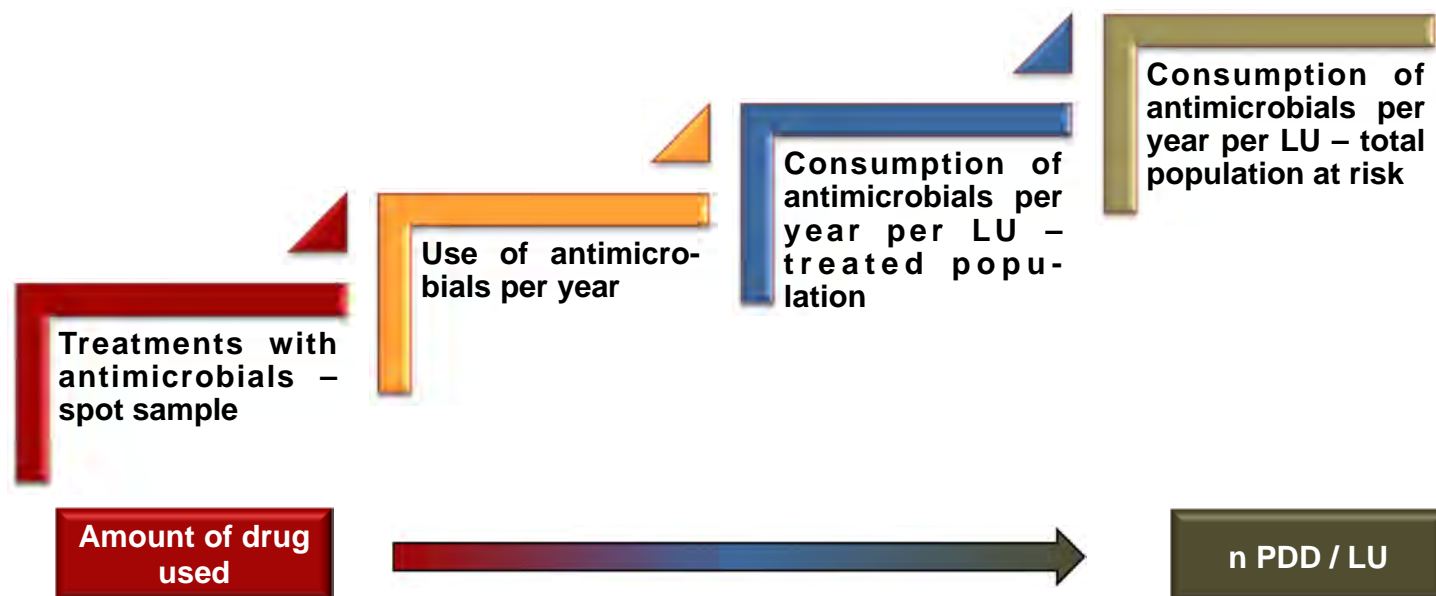 Treatments with
antimicrobials –
spot sample
Use of antimicro-
bials per year
Consumption of
antimicrobials per
year per LU –
treated popu-
lation
Consumption of
antimicrobials per
year per LU – total
population at risk
Amount of drug
used
n PDD / LU